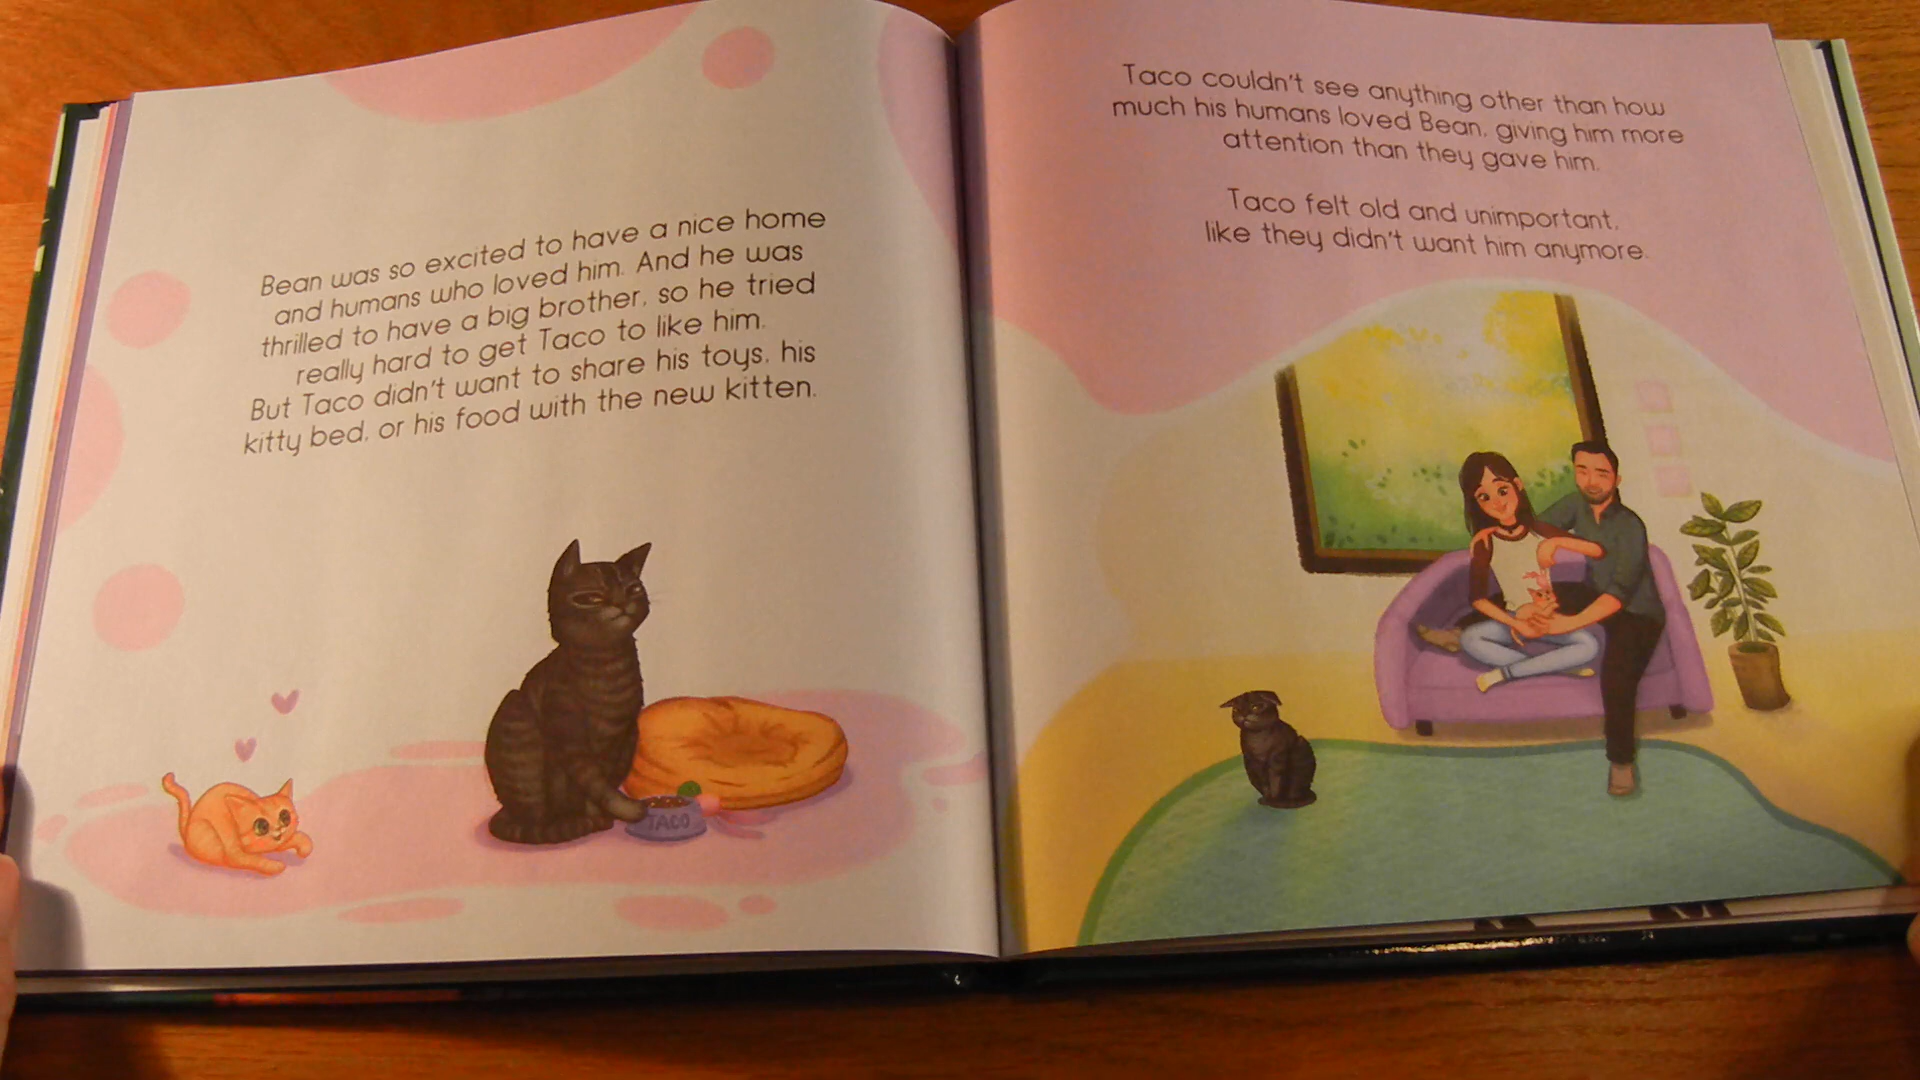 Bean was so excited to have a nice home
and humans who loved him. And he was
thrilled to have a big brother, so he tried
really hard to get Taco to like him.
But Taco didn't want to share his toys, his
kitty bed, or his food with the new kitten.
TACO
Taco couldn't see anything other than how
much his humans loved Bean, giving him more
attention than they gave him.
Taco felt old and unimportant,
like they didn't want him anymore.